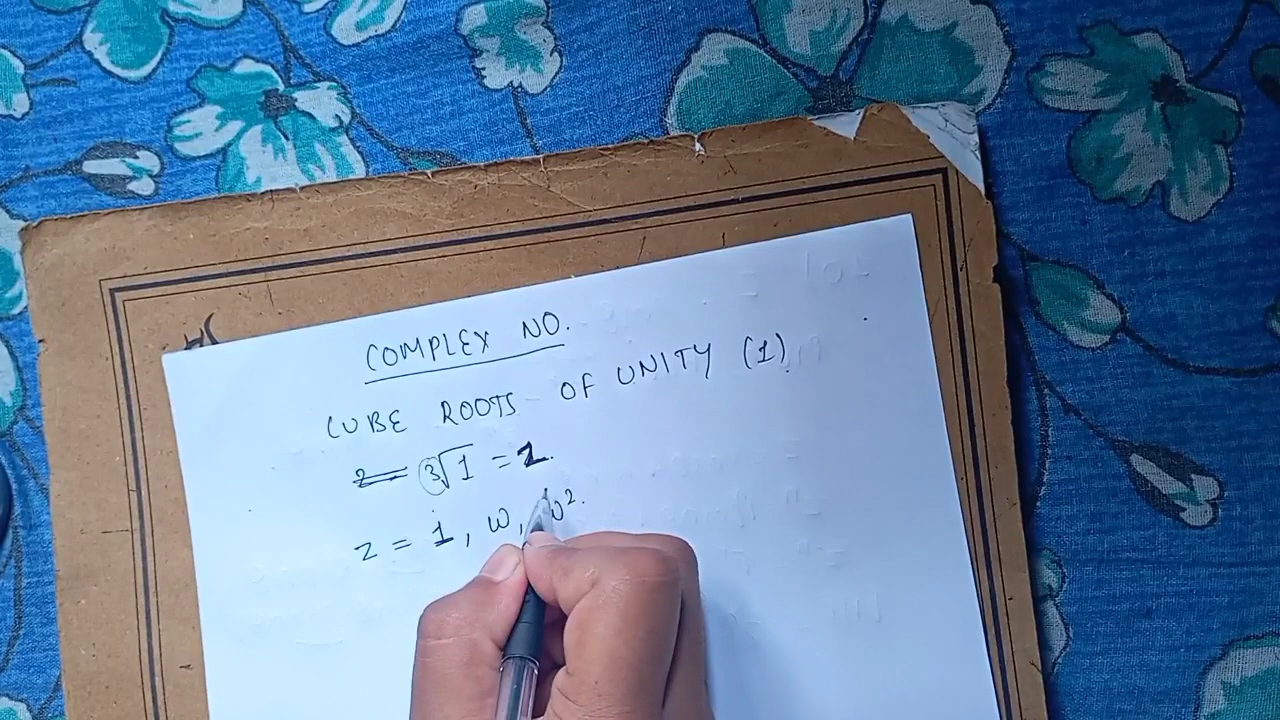 COMPLEX NO.
CUBE ROOTS OF UNITY (1)
∛1 = 1.
z = 1, ω, ω².